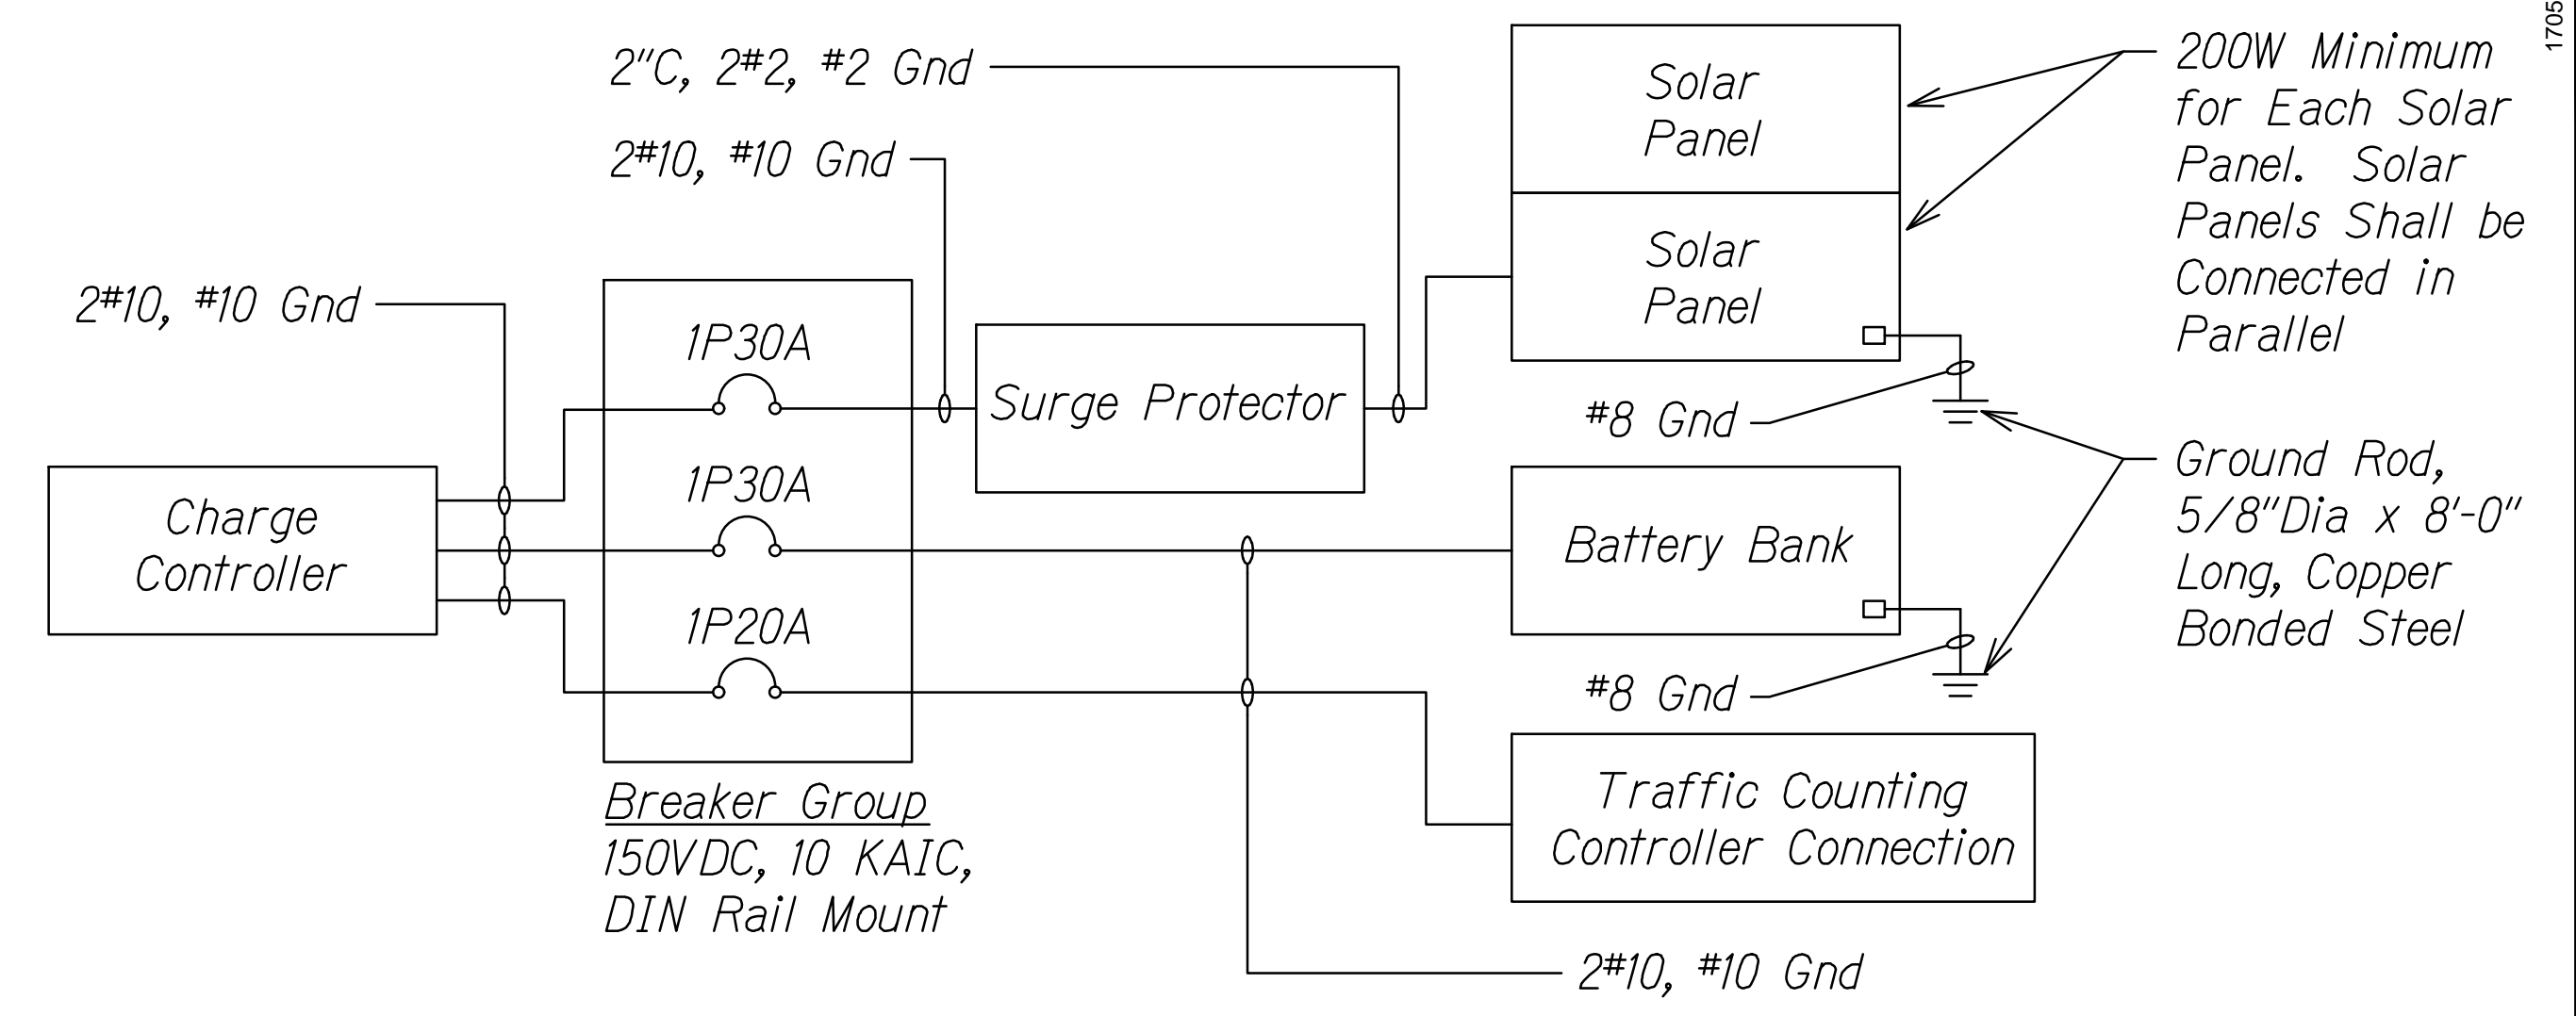 1705
2"C, 2#2, #2 Gnd
2#10, #10 Gnd
2#10, #10 Gnd
Solar
Panel
Solar
Panel
200W Minimum
for Each Solar
Panel. Solar
Panels Shall be
Connected in
Parallel
1P30A
1P30A
1P20A
Surge Protector
#8 Gnd
Charge
Controller
Battery Bank
#8 Gnd
Ground Rod,
5/8"Dia x 8'-0"
Long, Copper
Bonded Steel
Breaker Group
150VDC, 10 KAIC,
DIN Rail Mount
Traffic Counting
Controller Connection
2#10, #10 Gnd